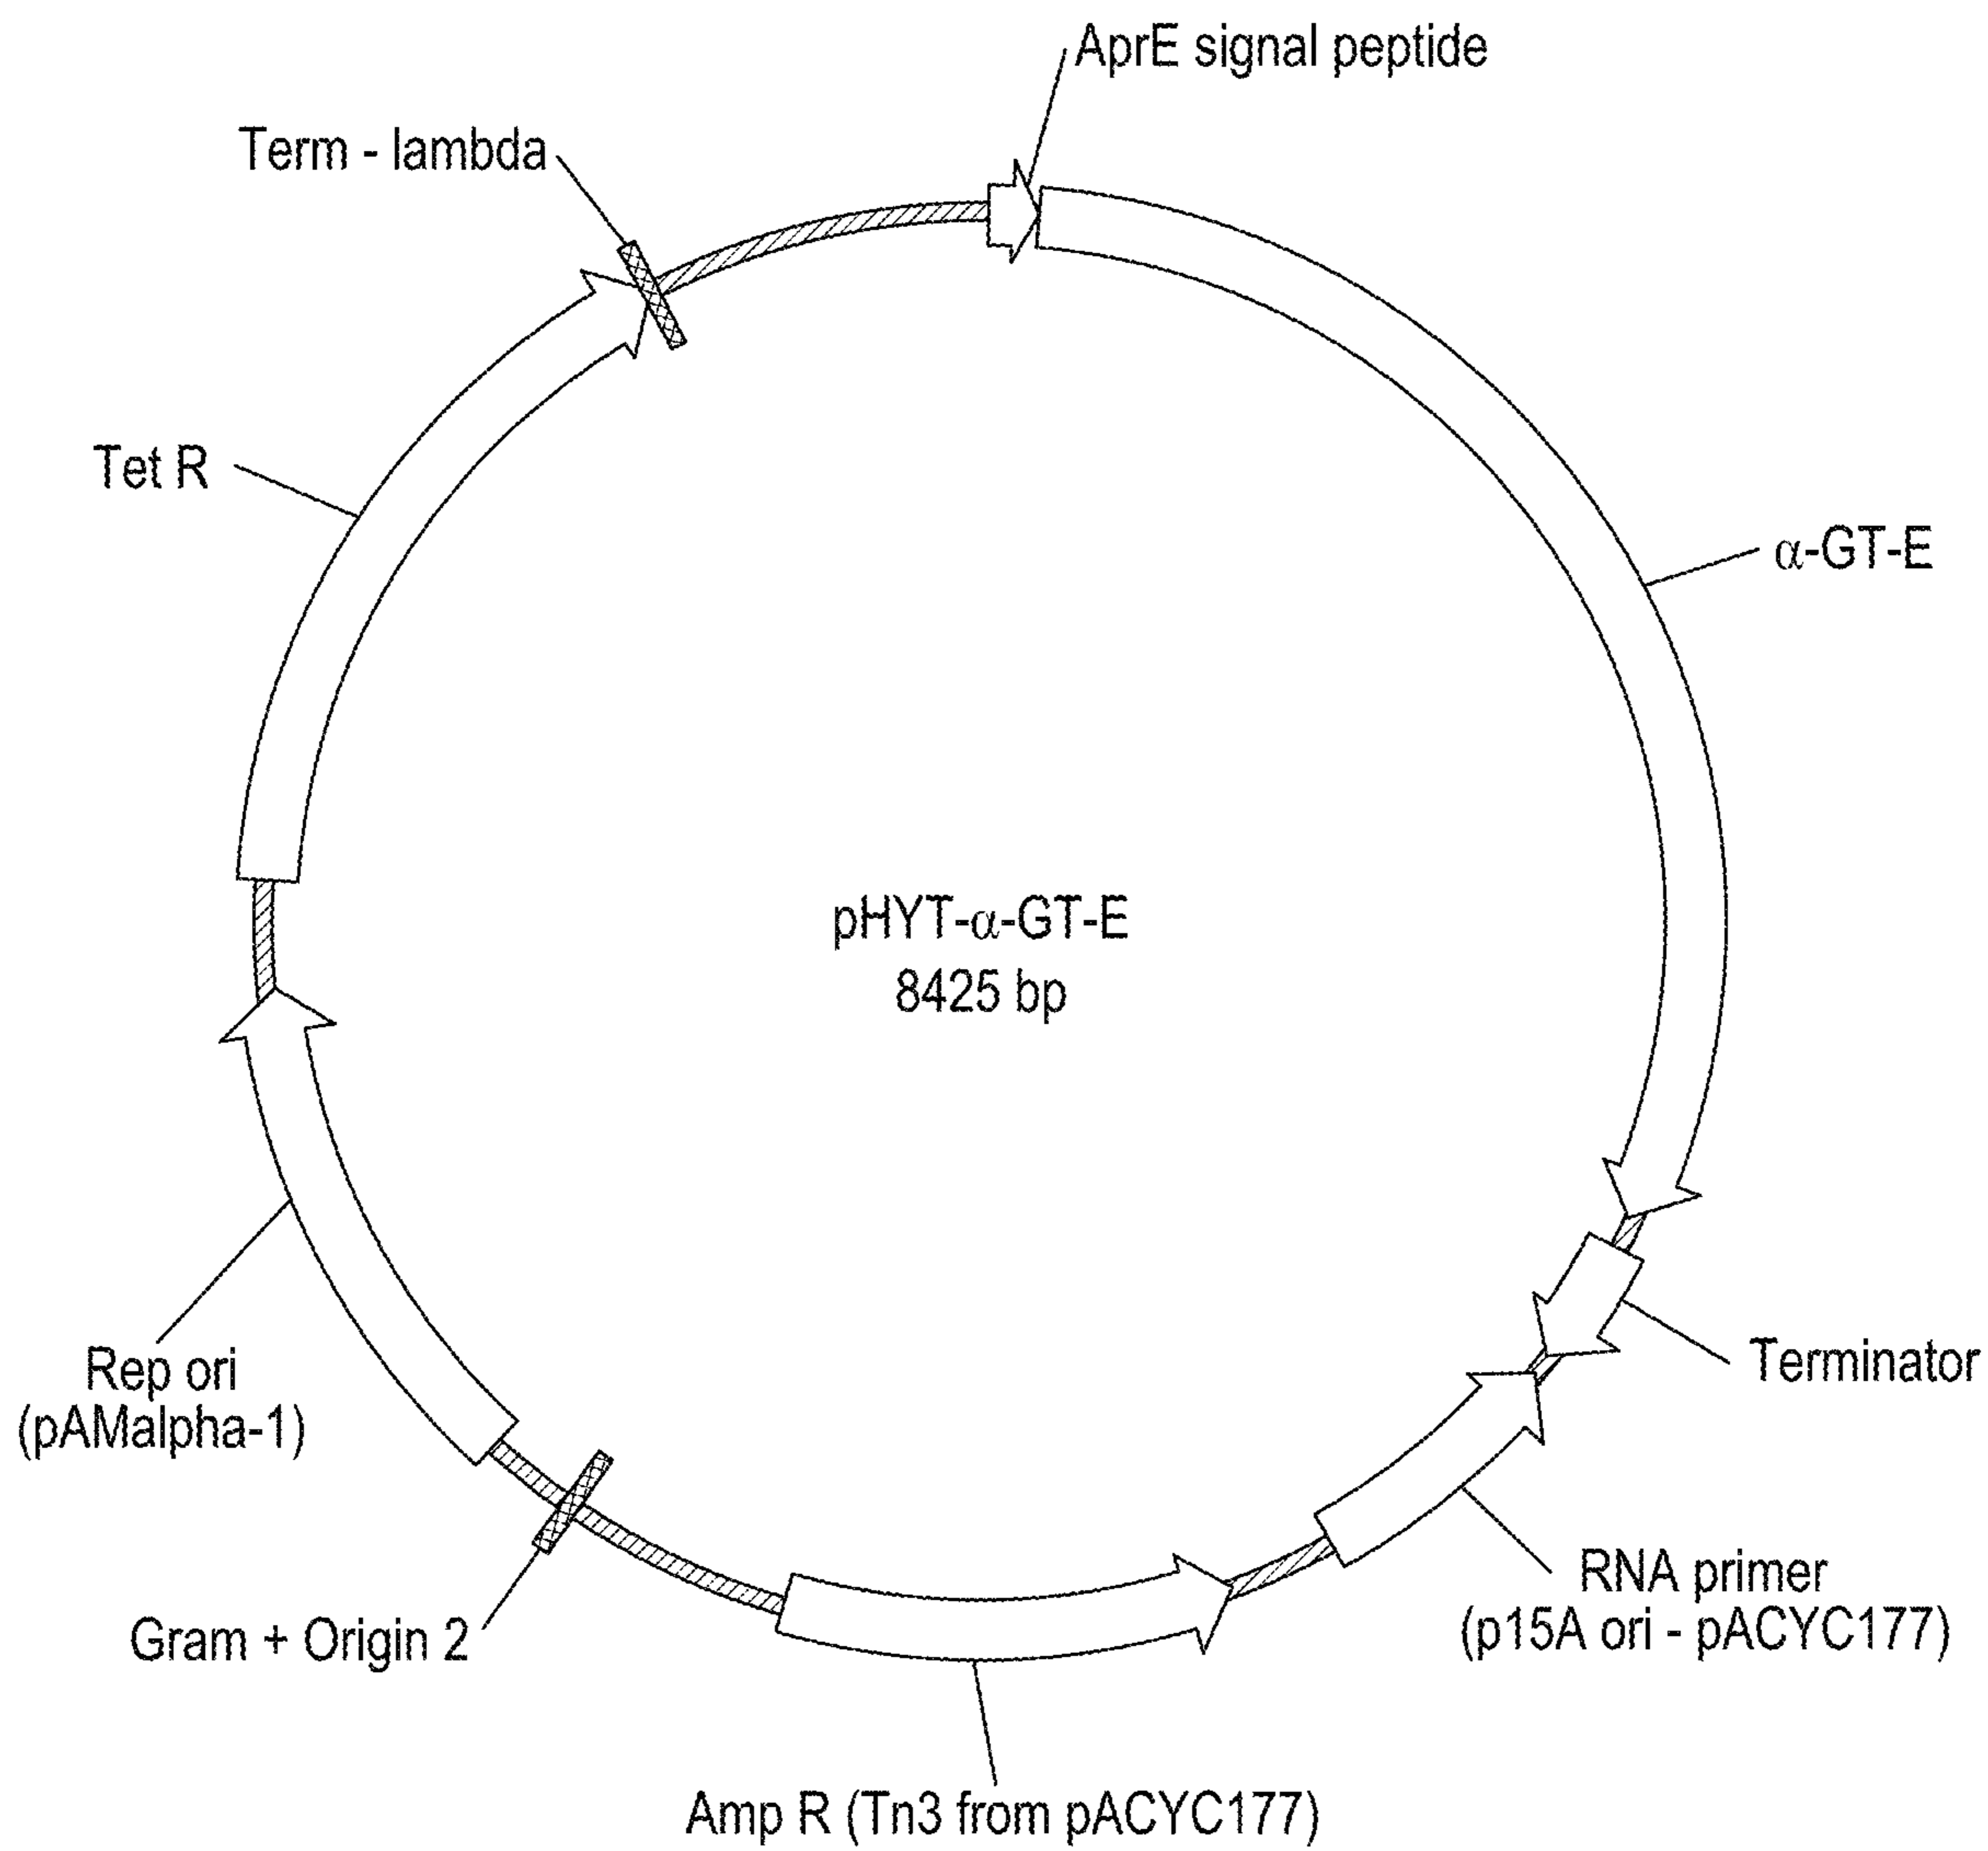 AprE signal peptide
Term - lambda
Tet R
α-GT-E
pHYT-α-GT-E
8425 bp
Rep ori
(pAMalpha-1)
Terminator
RNA primer
(p15A ori - pACYC177)
Gram + Origin 2
Amp R (Tn3 from pACYC177)